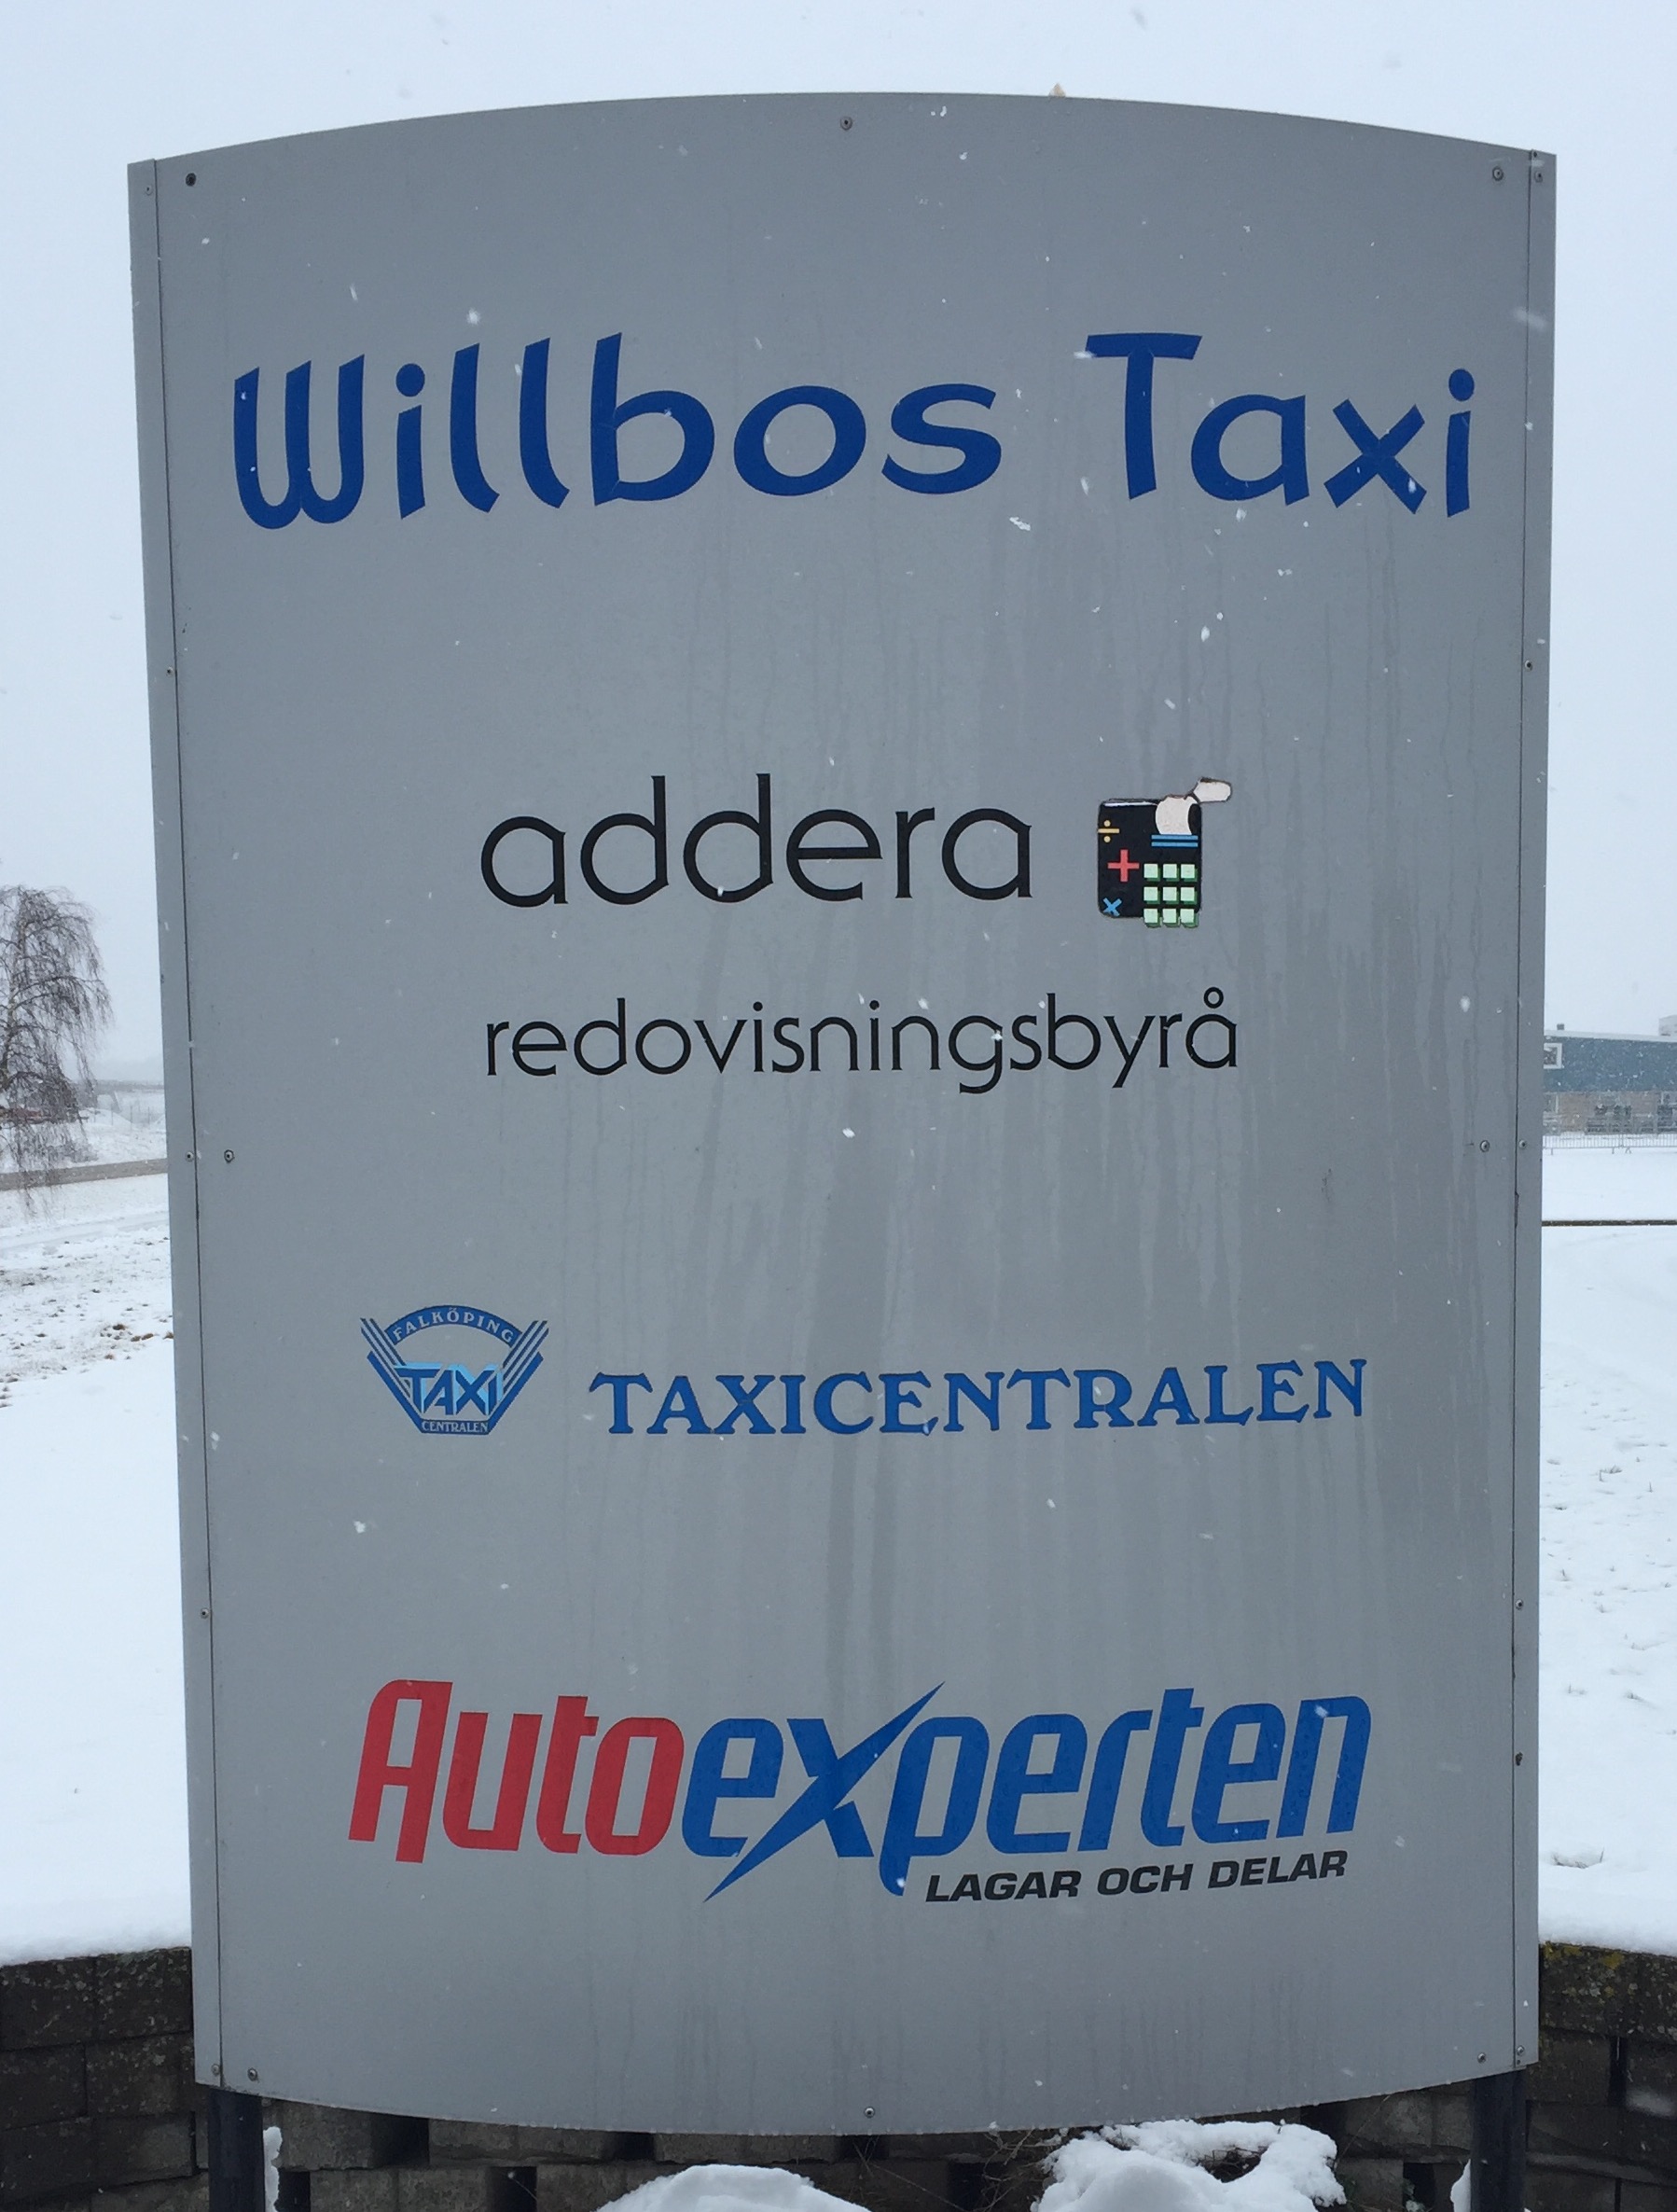 Willbos Taxi
addera
redovisningsbyrå
FALKÖPING
TAXI
CENTRALEN
TAXICENTRALEN
Autoexperten
LAGAR OCH DELAR